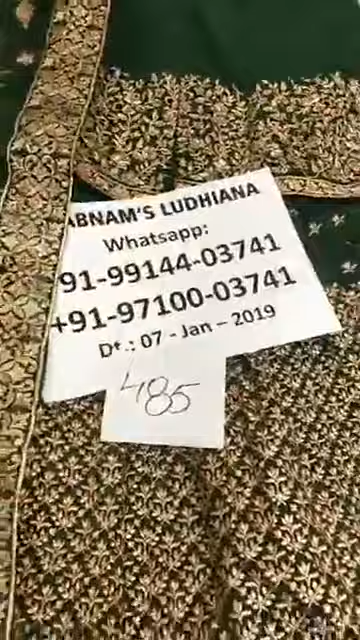 ABNAM'S LUDHIANA
Whatsapp:
91-99144-03741
+91-97100-03741
Dt.: 07 - Jan - 2019
485